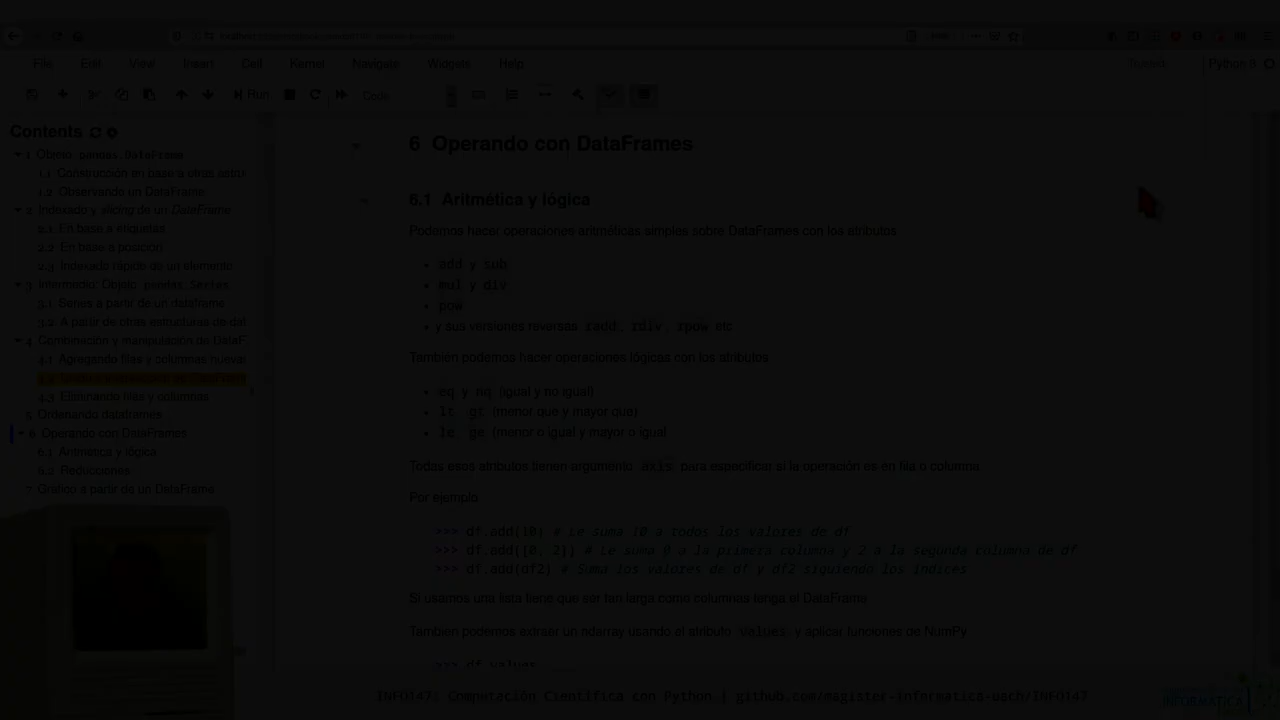 File Edit View Insert Cell Kernel Navigate Widgets Help
Python 3
Run Code
Contents
1 Objeto pandas.DataFrame
1.1 Construcción en base a otras estru
1.2 Observando un DataFrame
2 Indexado y slicing de un DataFrame
2.1 En base a etiquetas
2.2 En base a posición
2.3 Indexado rápido de un elemento
3 Intermedio: Objeto pandas.Series
3.1 Series a partir de un dataframe
3.2 A partir de otras estructuras de dat
4 Combinación y manipulación de DataF
4.1 Agregando filas y columnas nuevas
4.3 Eliminando filas y columnas
5 Ordenando dataframes
6 Operando con DataFrames
6.1 Aritmética y lógica
6.2 Reducciones
7 Gráfico a partir de un DataFrame
6 Operando con DataFrames
6.1 Aritmética y lógica
Podemos hacer operaciones aritméticas simples sobre DataFrames con los atributos
add y sub
mul y div
pow
y sus versiones reversas radd, rdiv, rpow etc
También podemos hacer operaciones lógicas con los atributos
eq y nq (igual y no igual)
lt gt (menor que y mayor que)
le ge (menor o igual y mayor o igual
Todas esos atributos tienen argumento axis para especificar si la operación es en fila o columna
Por ejemplo
>>> df.add(10) # Le suma 10 a todos los valores de df
>>> df.add([0, 2]) # Le suma 0 a la primera columna y 2 a la segunda columna de df
>>> df.add(df2) # Suma los valores de df y df2 siguiendo los indices
Si usamos una lista tiene que ser tan larga como columnas tenga el DataFrame
También podemos extraer un ndarray usando el atributo values y aplicar funciones de NumPy
>>> df.values
INFO147: Computación Científica con Python | github.com/magister-informatica-uach/INFO147
INFORMATICA